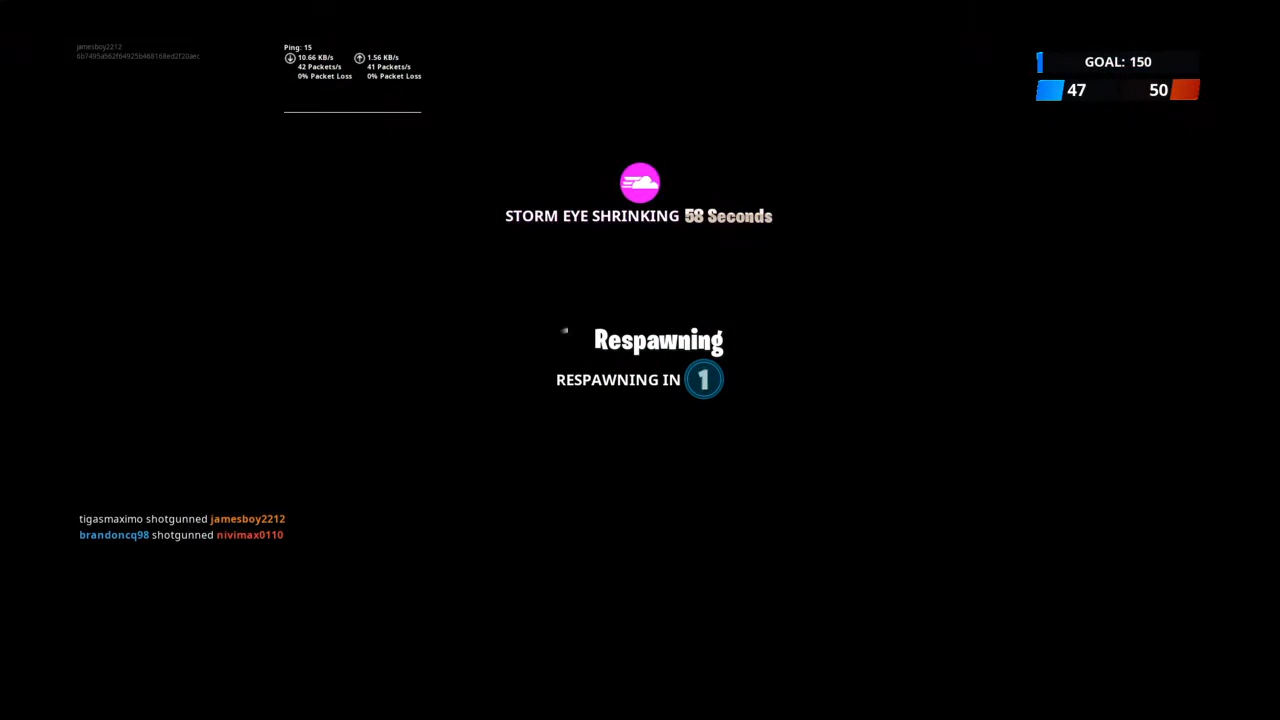 jamesboy2212
Ping: 15
10.66 KB/s 1.56 KB/s
42 Packets/s 41 Packets/s
0% Packet Loss 0% Packet Loss
GOAL: 150
47 50
STORM EYE SHRINKING 58 Seconds
Respawning
RESPAWNING IN 1
tigasmaximo shotgunned jamesboy2212
brandoncq98 shotgunned nivimax0110